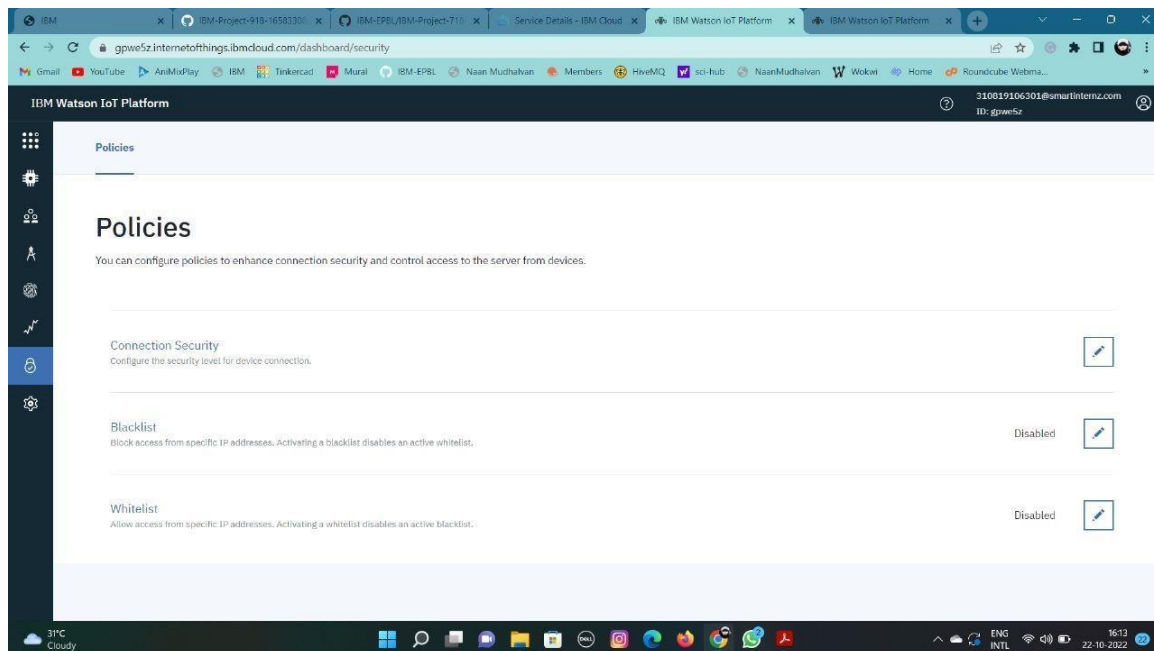 IBM
IBM-Project-918-16583300
IBM-EPBL/IBM-Project-718
Service Details - IBM Cloud
IBM Watson IoT Platform
IBM Watson IoT Platform
gpwe5z.internetofthings.ibmcloud.com/dashboard/security
Gmail YouTube AniMixPlay IBM Tinkercad Mural IBM-EPBL Naan Mudhalvan Members HiveMQ sci-hub NaanMudhalvan Wokwi Home Roundcube Webma...
IBM Watson IoT Platform
310819106301@smartinternz.com
ID: gpwe5z
Policies
Policies
You can configure policies to enhance connection security and control access to the server from devices.
Connection Security
Configure the security level for device connection.
Blacklist
Block access from specific IP addresses. Activating a blacklist disables an active whitelist.
Disabled
Whitelist
Allow access from specific IP addresses. Activating a whitelist disables an active blacklist.
Disabled
31°C
Cloudy
DELL
ENG
INTL
16:13
22-10-2022
22